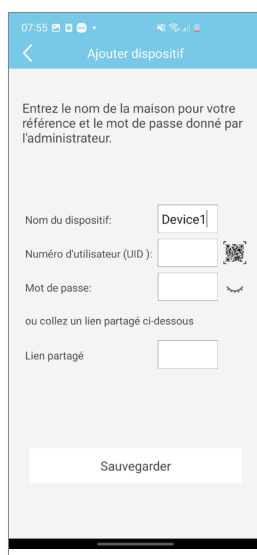 07:55
Ajouter dispositif
Entrez le nom de la maison pour votre
référence et le mot de passe donné par
l'administrateur.
Nom du dispositif: Device1
Numéro d'utilisateur (UID ):
Mot de passe:
ou collez un lien partagé ci-dessous
Lien partagé
Sauvegarder